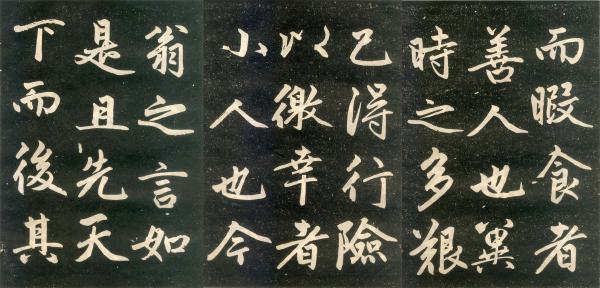 而暇食者
善人也冀
時之多艱
己得行險
以徼幸者
小人也今
翁之言如
是且先天
下而後其